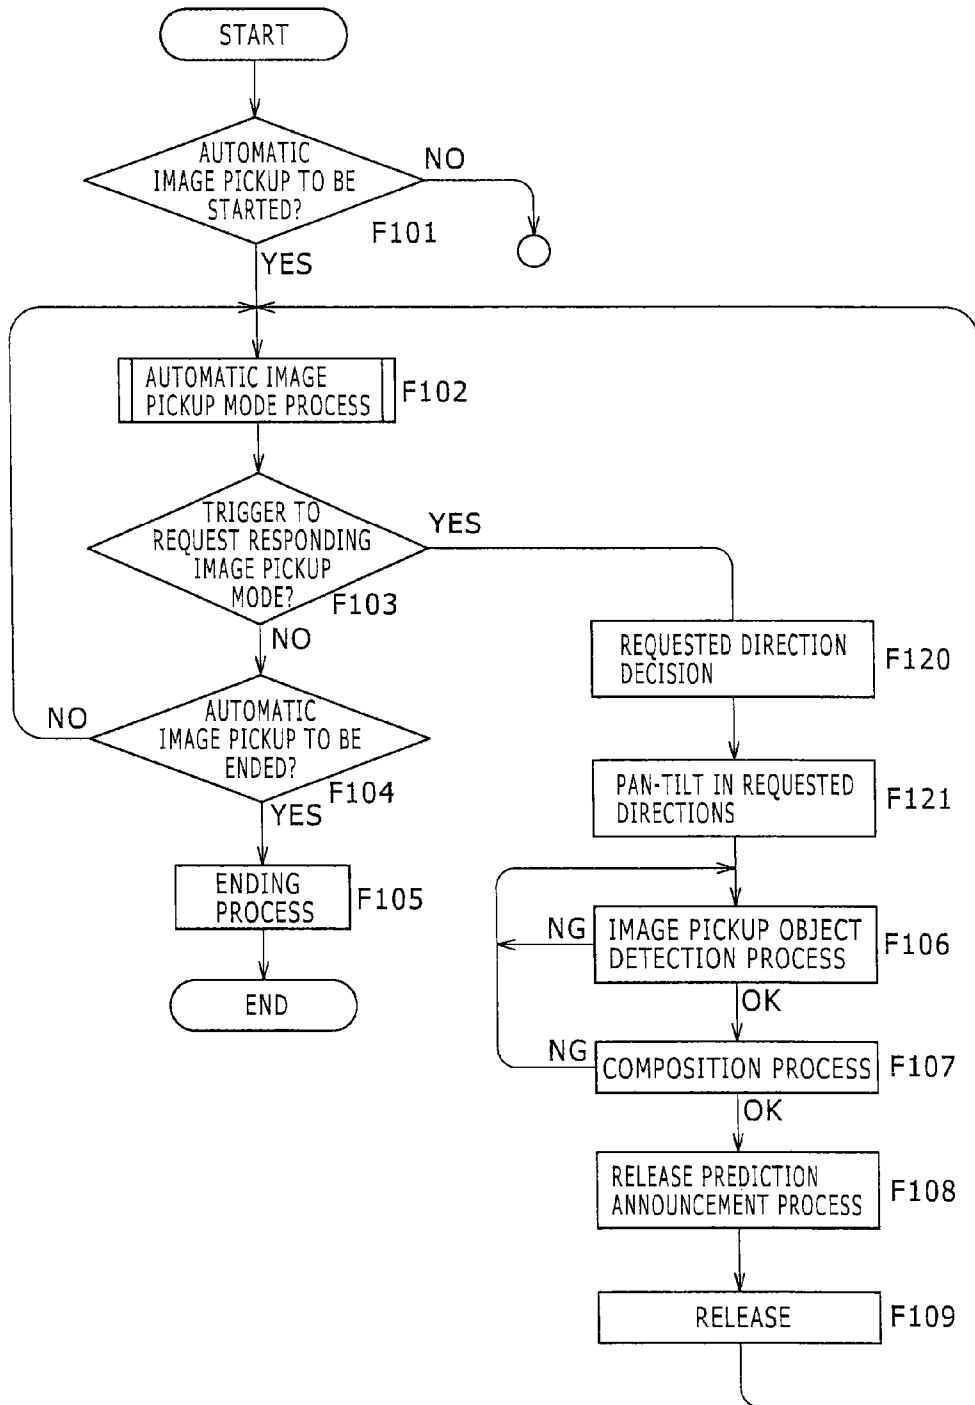 START
AUTOMATIC
IMAGE PICKUP TO BE
STARTED?
F101
NO
YES
AUTOMATIC IMAGE
PICKUP MODE PROCESS
F102
TRIGGER TO
REQUEST RESPONDING
IMAGE PICKUP
MODE?
F103
YES
NO
AUTOMATIC
IMAGE PICKUP TO BE
ENDED?
F104
NO
YES
ENDING
PROCESS
F105
END
REQUESTED DIRECTION
DECISION
F120
PAN-TILT IN REQUESTED
DIRECTIONS
F121
IMAGE PICKUP OBJECT
DETECTION PROCESS
F106
NG
OK
COMPOSITION PROCESS
F107
NG
OK
RELEASE PREDICTION
ANNOUNCEMENT PROCESS
F108
RELEASE
F109